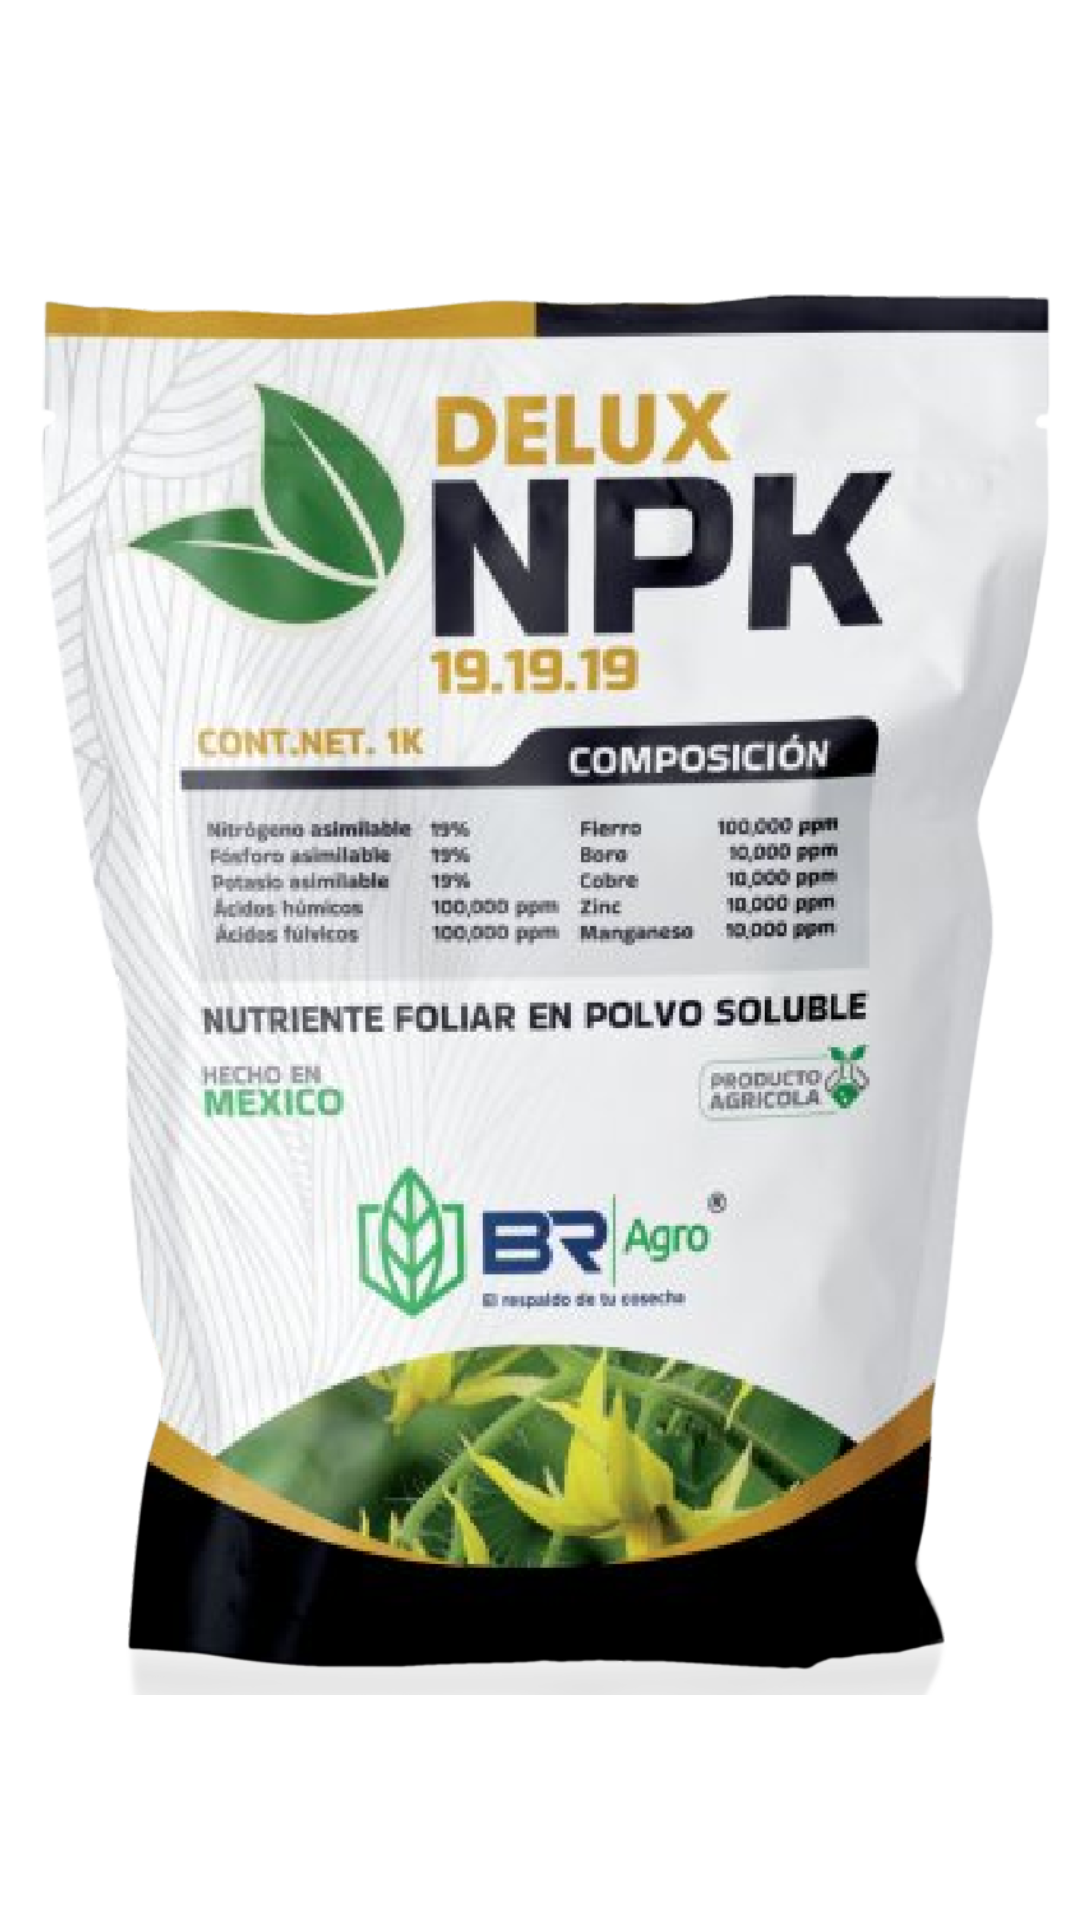 DELUX
NPK
19.19.19
CONT.NET. 1K
COMPOSICIÓN
Nitrógeno asimilable 19% Fierro 100,000 ppm
Fósforo asimilable 19% Boro 10,000 ppm
Potasio asimilable 19% Cobre 10,000 ppm
Ácidos húmicos 100,000 ppm Zinc 10,000 ppm
Ácidos fúlvicos 100,000 ppm Manganeso 10,000 ppm
NUTRIENTE FOLIAR EN POLVO SOLUBLE
HECHO EN
MEXICO
PRODUCTO
AGRICOLA
BR Agro®
El respaldo de tu cosecha